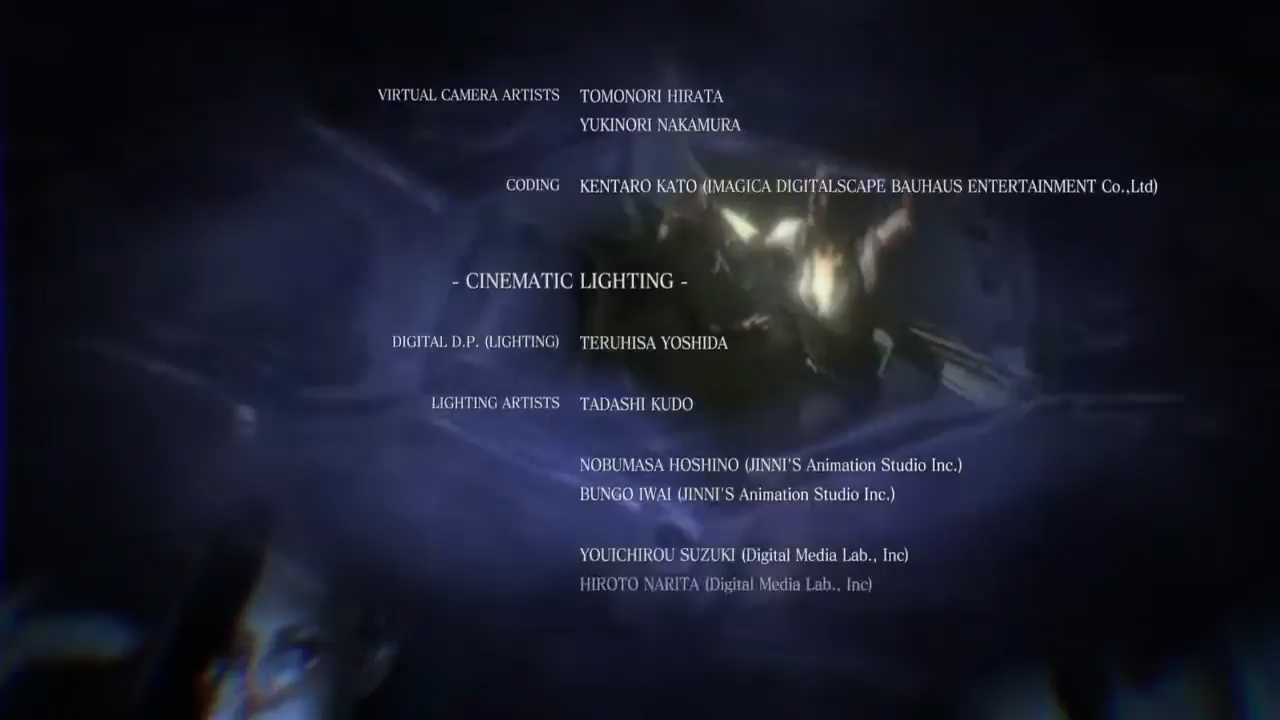 VIRTUAL CAMERA ARTISTS TOMONORI HIRATA
YUKINORI NAKAMURA
CODING KENTARO KATO (IMAGICA DIGITALSCAPE BAUHAUS ENTERTAINMENT Co.,Ltd)
- CINEMATIC LIGHTING -
DIGITAL D.P. (LIGHTING) TERUHISA YOSHIDA
LIGHTING ARTISTS TADASHI KUDO
NOBUMASA HOSHINO (JINNI'S Animation Studio Inc.)
BUNGO IWAI (JINNI'S Animation Studio Inc.)
YOUICHIROU SUZUKI (Digital Media Lab., Inc)
HIROTO NARITA (Digital Media Lab., Inc)